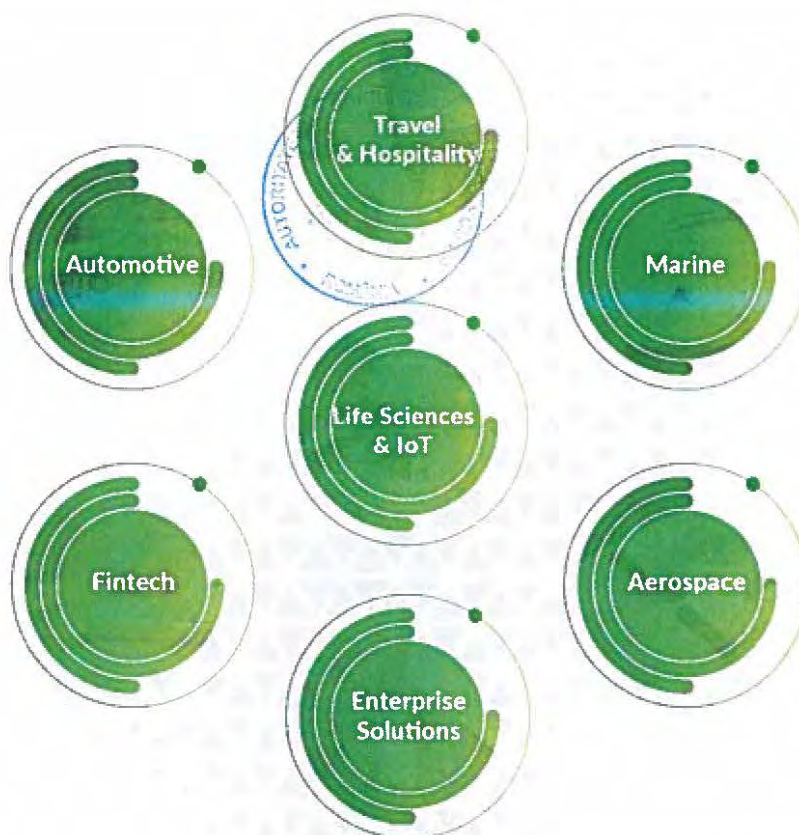 Travel
& Hospitality
Automotive
Marine
Life Sciences
& IoT
Fintech
Aerospace
Enterprise
Solutions